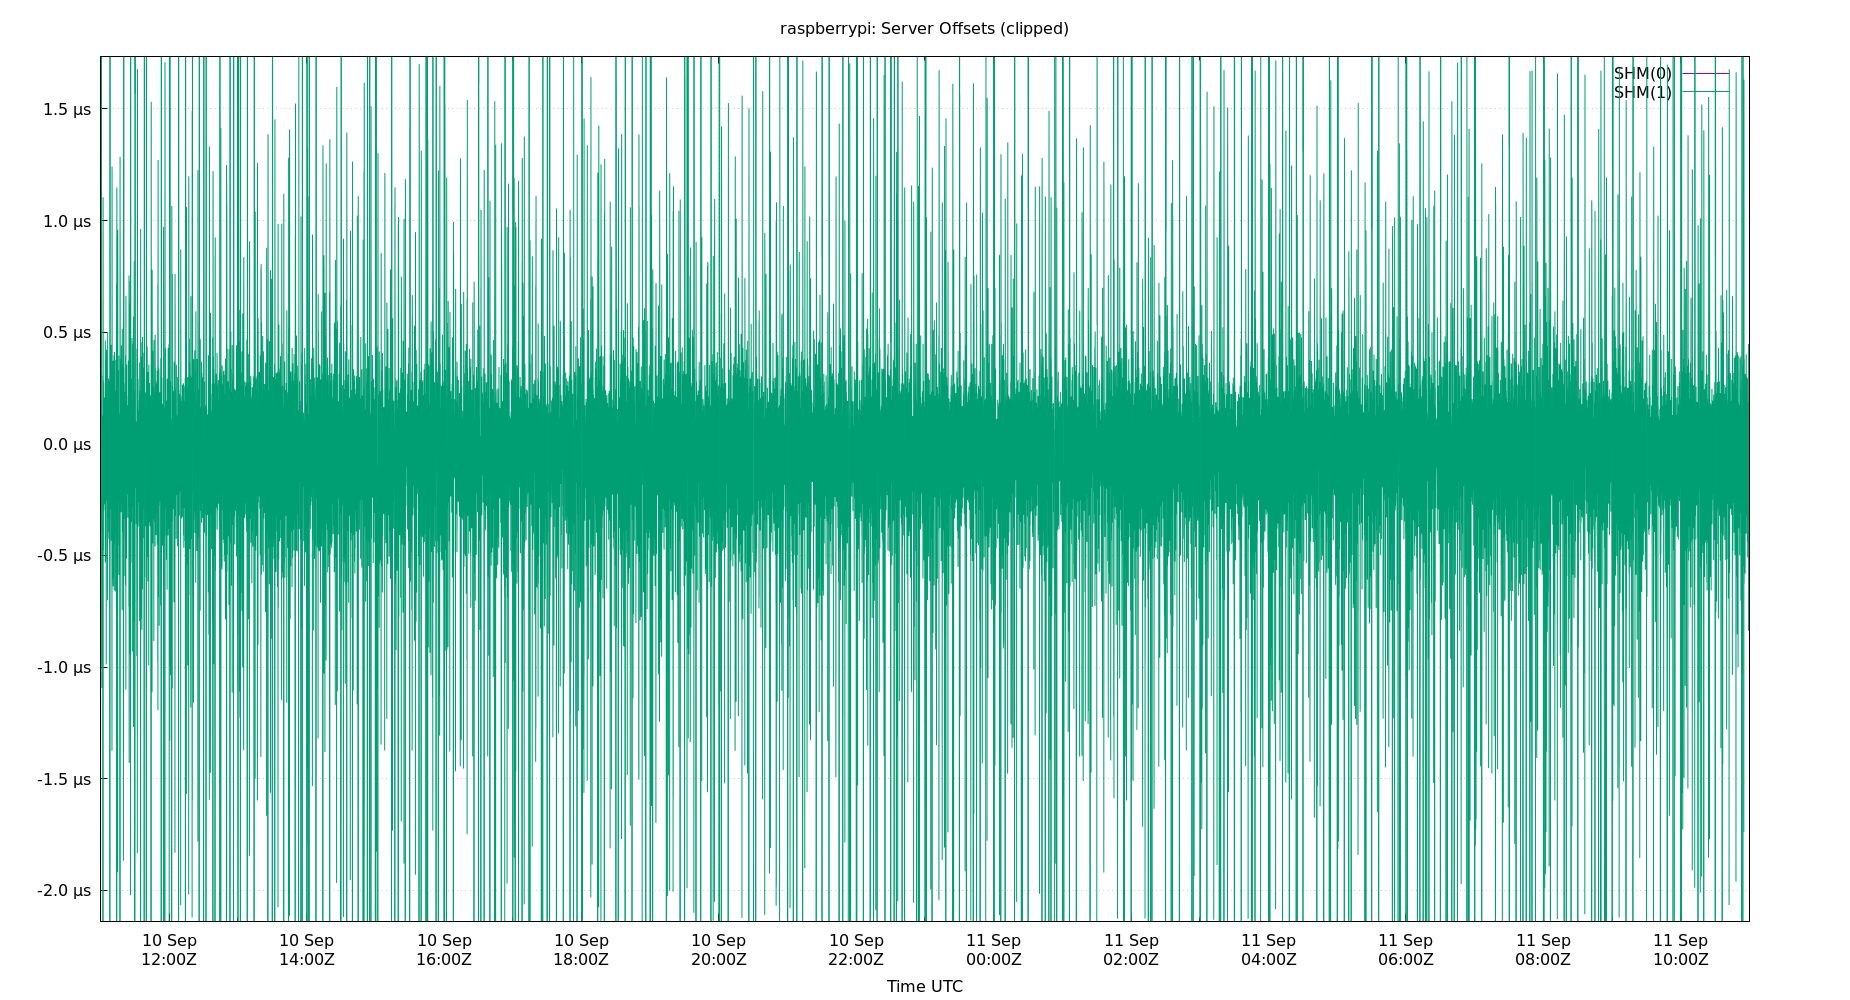 raspberrypi: Server Offsets (clipped)
SHM(0)
SHM(1)
1.5 µs
1.0 µs
0.5 µs
0.0 µs
-0.5 µs
-1.0 µs
-1.5 µs
-2.0 µs
10 Sep 10 Sep 10 Sep 10 Sep 10 Sep 10 Sep 11 Sep 11 Sep 11 Sep 11 Sep 11 Sep 11 Sep
12:00Z 14:00Z 16:00Z 18:00Z 20:00Z 22:00Z 00:00Z 02:00Z 04:00Z 06:00Z 08:00Z 10:00Z
Time UTC